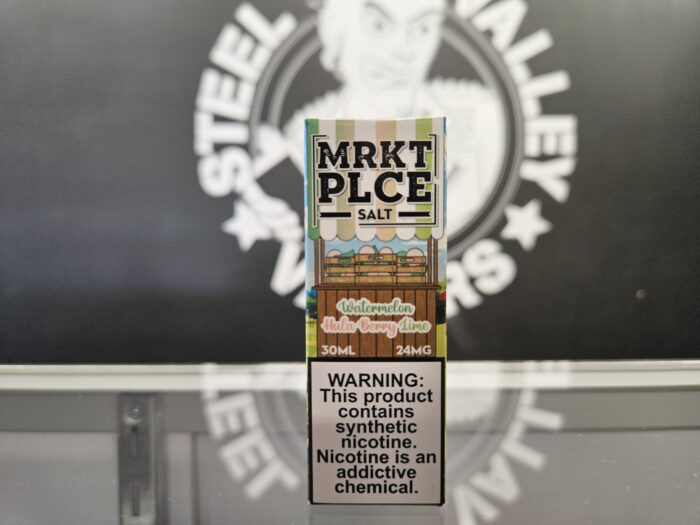 STEEL VALLEY
MRKT
PLCE
SALT
Watermelon
Hula Berry Lime
30ML 24MG
WARNING:
This product
contains
synthetic
nicotine.
Nicotine is an
addictive
chemical.